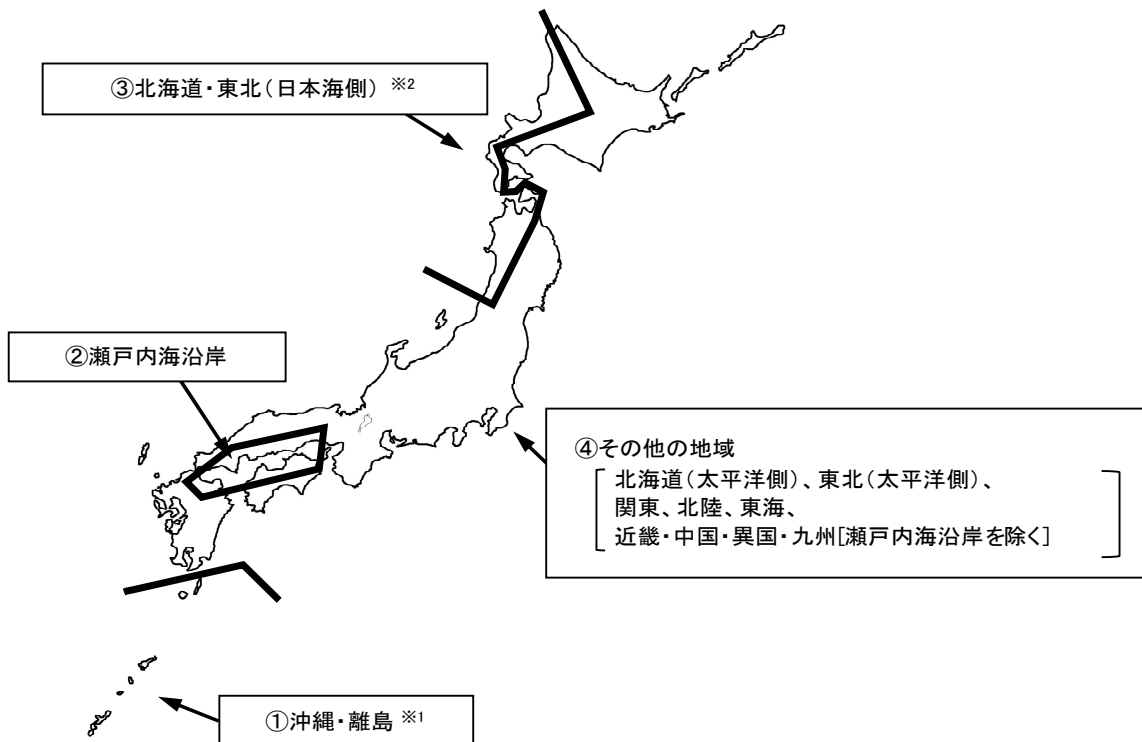 ③北海道・東北(日本海側) ※2
②瀬戸内海沿岸
④その他の地域
北海道(太平洋側)、東北(太平洋側)、
関東、北陸、東海、
近畿・中国・異国・九州[瀬戸内海沿岸を除く]
①沖縄・離島 ※1